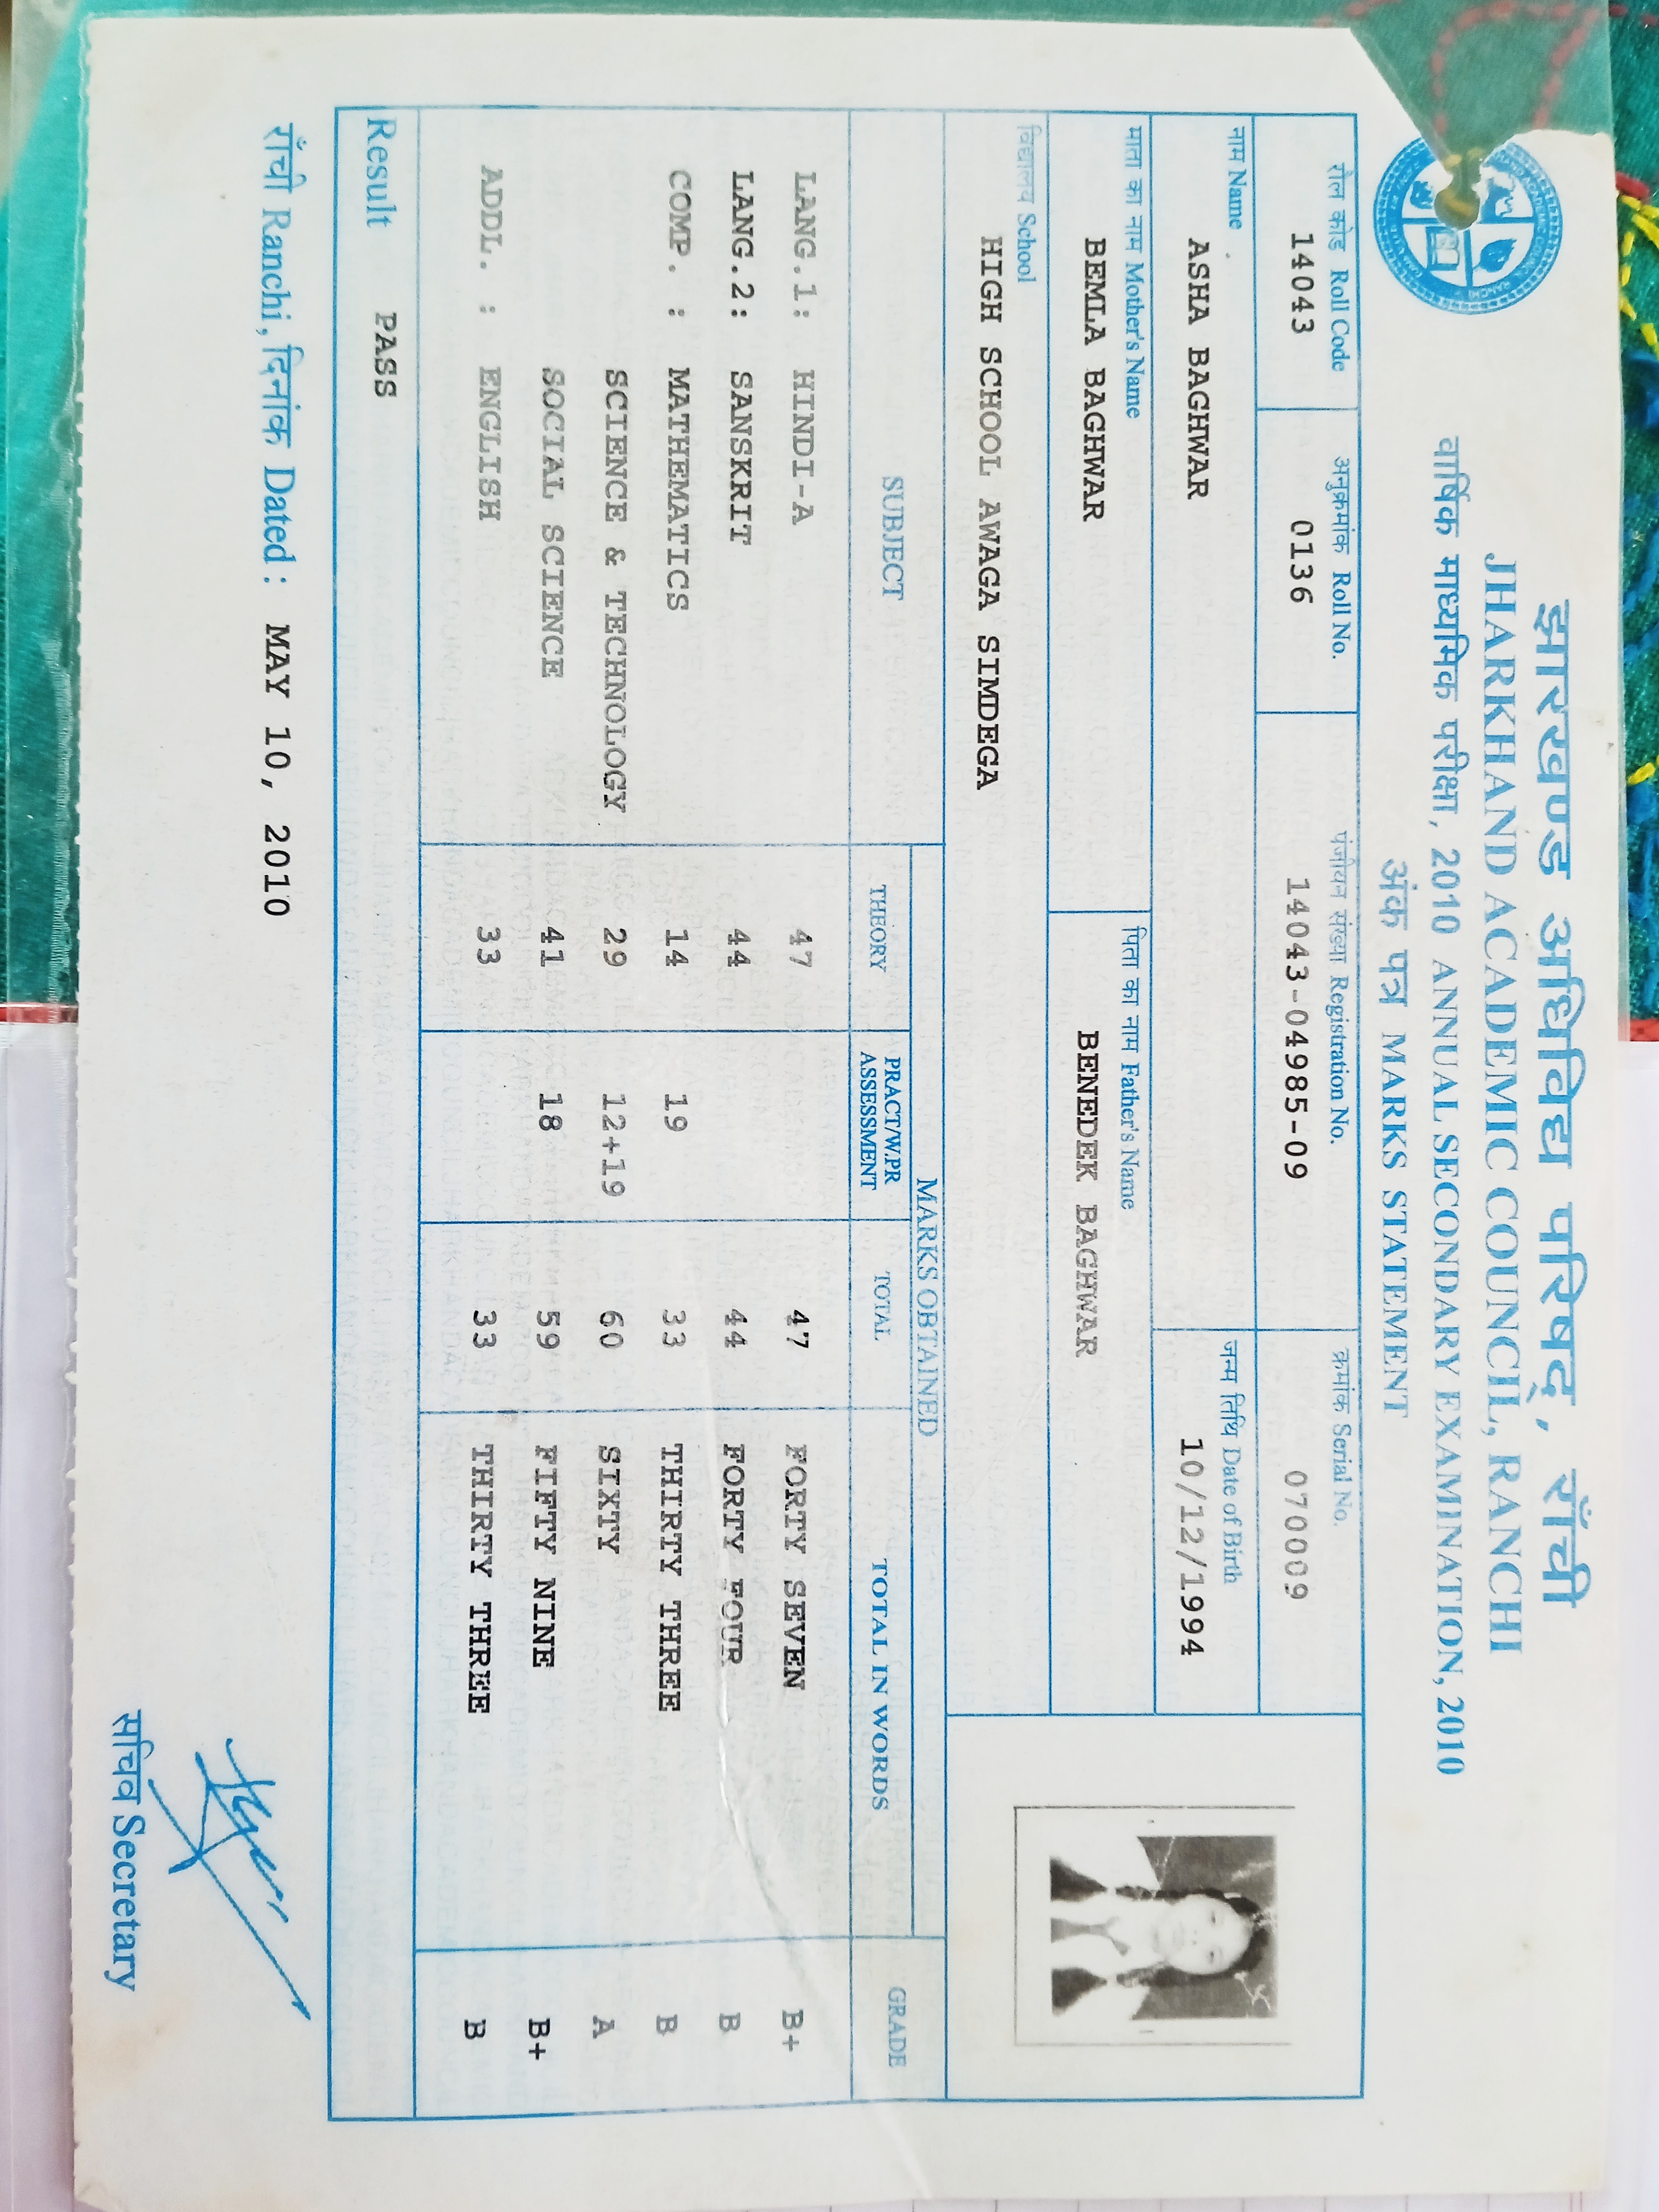 झारखण्ड अधिविद्य परिषद्, राँची
JHARKHAND ACADEMIC COUNCIL, RANCHI
वार्षिक माध्यमिक परीक्षा, 2010 ANNUAL SECONDARY EXAMINATION, 2010
अंक पत्र MARKS STATEMENT
रौल कोड Roll Code अनुक्रमांक Roll No. पंजीयन संख्या Registration No. क्रमांक Serial No.
14043 0136 14043-04985-09 070009
नाम Name जन्म तिथि Date of Birth
ASHA BAGHWAR 10/12/1994
माता का नाम Mother's Name पिता का नाम Father's Name
BEMLA BAGHWAR BENEDEK BAGHWAR
विद्यालय School
HIGH SCHOOL AWAGA SIMDEGA
MARKS OBTAINED
SUBJECT THEORY PRACT/W.PR ASSESSMENT TOTAL TOTAL IN WORDS GRADE
LANG.1: HINDI-A 47 47 FORTY SEVEN B+
LANG.2: SANSKRIT 44 44 FORTY FOUR B
COMP. : MATHEMATICS 14 19 33 THIRTY THREE B
SCIENCE & TECHNOLOGY 29 12+19 60 SIXTY A
SOCIAL SCIENCE 41 18 59 FIFTY NINE B+
ADDL. : ENGLISH 33 33 THIRTY THREE B
Result PASS
राँची Ranchi, दिनांक Dated: MAY 10, 2010
सचिव Secretary